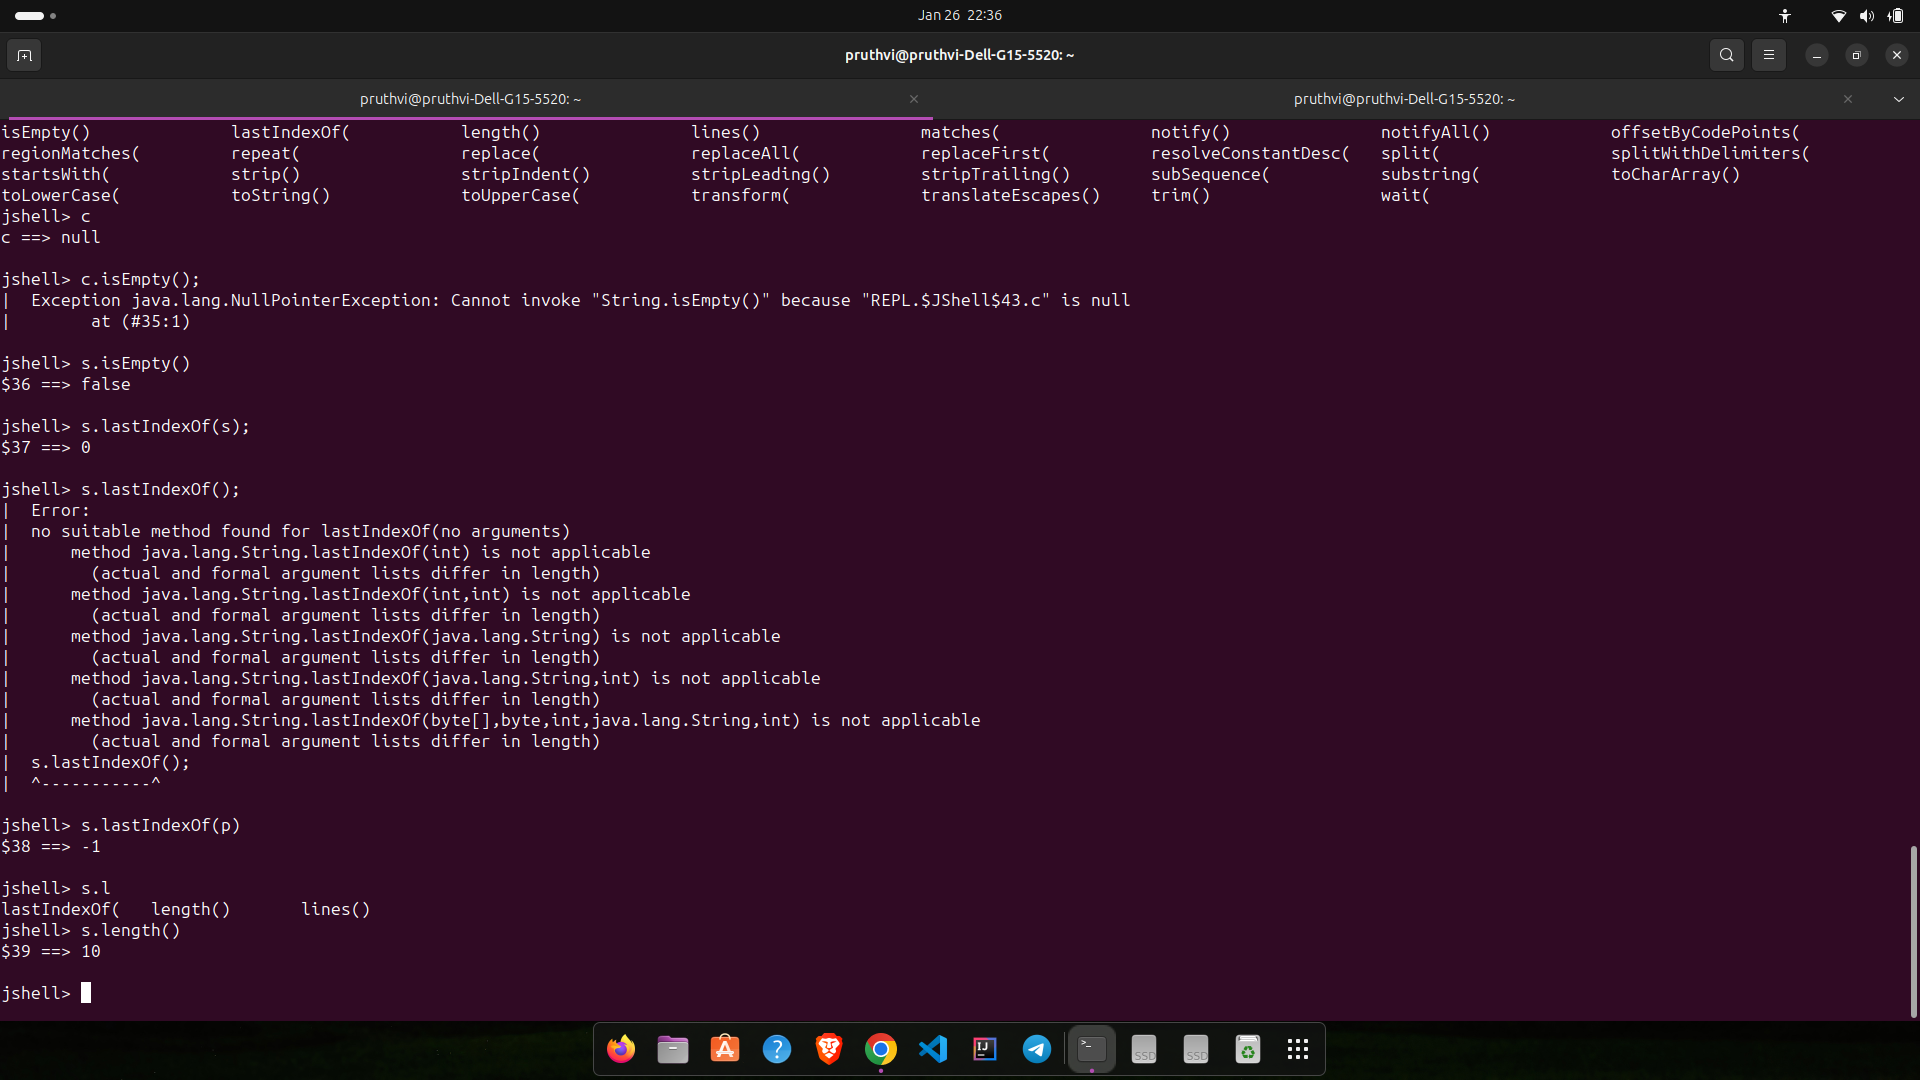 Jan 26 22:36
pruthvi@pruthvi-Dell-G15-5520: ~
pruthvi@pruthvi-Dell-G15-5520: ~ pruthvi@pruthvi-Dell-G15-5520: ~
isEmpty() lastIndexOf( length() lines() matches( notify() notifyAll() offsetByCodePoints(
regionMatches( repeat( replace( replaceAll( replaceFirst( resolveConstantDesc( split( splitWithDelimiters(
startsWith( strip() stripIndent() stripLeading() stripTrailing() subSequence( substring( toCharArray()
toLowerCase( toString() toUpperCase( transform( translateEscapes() trim() wait(
jshell> c
c ==> null
jshell> c.isEmpty();
|  Exception java.lang.NullPointerException: Cannot invoke "String.isEmpty()" because "REPL.$JShell$43.c" is null
|        at (#35:1)
jshell> s.isEmpty()
$36 ==> false
jshell> s.lastIndexOf(s);
$37 ==> 0
jshell> s.lastIndexOf();
|  Error:
|  no suitable method found for lastIndexOf(no arguments)
|      method java.lang.String.lastIndexOf(int) is not applicable
|        (actual and formal argument lists differ in length)
|      method java.lang.String.lastIndexOf(int,int) is not applicable
|        (actual and formal argument lists differ in length)
|      method java.lang.String.lastIndexOf(java.lang.String) is not applicable
|        (actual and formal argument lists differ in length)
|      method java.lang.String.lastIndexOf(java.lang.String,int) is not applicable
|        (actual and formal argument lists differ in length)
|      method java.lang.String.lastIndexOf(byte[],byte,int,java.lang.String,int) is not applicable
|        (actual and formal argument lists differ in length)
|  s.lastIndexOf();
|  ^-----------^
jshell> s.lastIndexOf(p)
$38 ==> -1
jshell> s.l
lastIndexOf(   length()       lines()
jshell> s.length()
$39 ==> 10
jshell>
IJ >_ SSD SSD